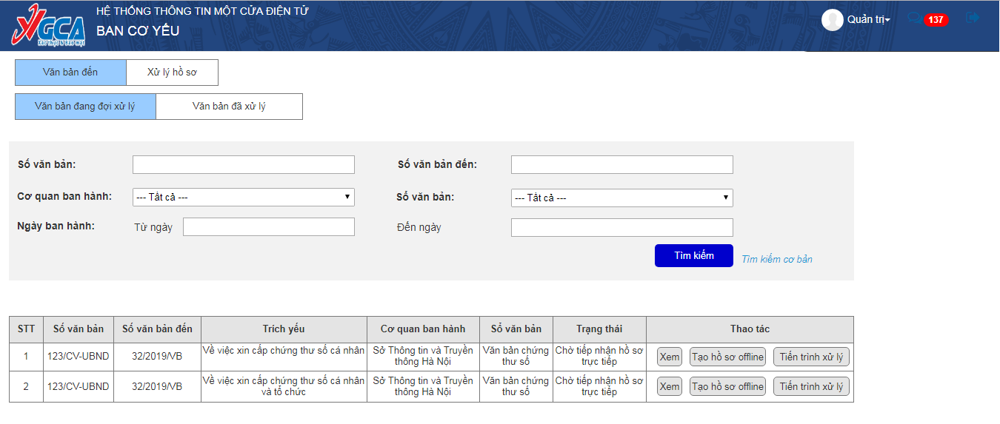 HỆ THỐNG THÔNG TIN MỘT CỬA ĐIỆN TỬ
VGCA
Xác thực & Bảo mật
BAN CƠ YẾU
Quản trị
137
Văn bản đến Xử lý hồ sơ
Văn bản đang đợi xử lý Văn bản đã xử lý
Số văn bản: Số văn bản đến:
Cơ quan ban hành: --- Tất cả --- Sổ văn bản: --- Tất cả ---
Ngày ban hành: Từ ngày Đến ngày
Tìm kiếm Tìm kiếm cơ bản
STT Số văn bản Số văn bản đến Trích yếu Cơ quan ban hành Sổ văn bản Trạng thái Thao tác
1 123/CV-UBND 32/2019/VB Về việc xin cấp chứng thư số cá nhân Sở Thông tin và Truyền thông Hà Nội Văn bản chứng thư số Chờ tiếp nhận hồ sơ trực tiếp Xem Tạo hồ sơ offline Tiến trình xử lý
2 123/CV-UBND 32/2019/VB Về việc xin cấp chứng thư số cá nhân và tổ chức Sở Thông tin và Truyền thông Hà Nội Văn bản chứng thư số Chờ tiếp nhận hồ sơ trực tiếp Xem Tạo hồ sơ offline Tiến trình xử lý